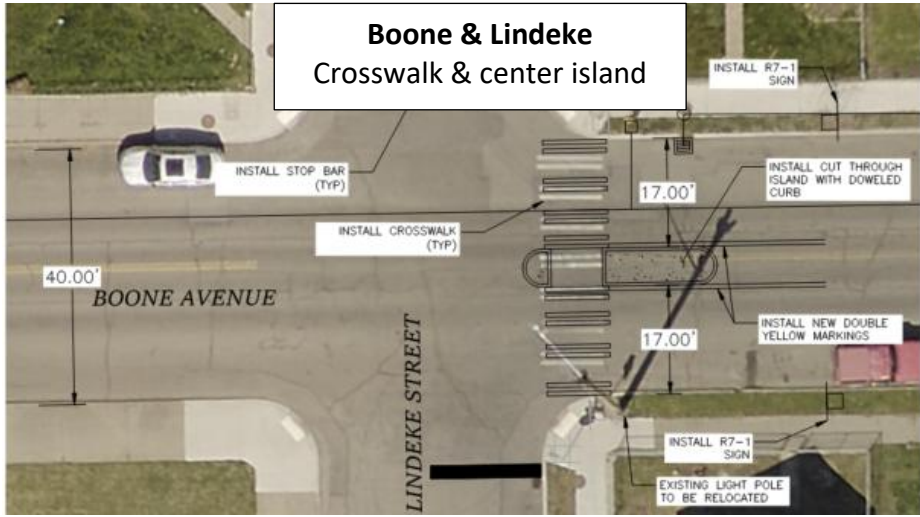 Boone & Lindeke
Crosswalk & center island
INSTALL R7-1
SIGN
INSTALL STOP BAR
(TYP)
INSTALL CUT THROUGH
ISLAND WITH DOWELED
CURB
17.00'
INSTALL CROSSWALK
(TYP)
40.00'
BOONE AVENUE
INSTALL NEW DOUBLE
YELLOW MARKINGS
17.00'
LINDEKE STREET
INSTALL R7-1
SIGN
EXISTING LIGHT POLE
TO BE RELOCATED